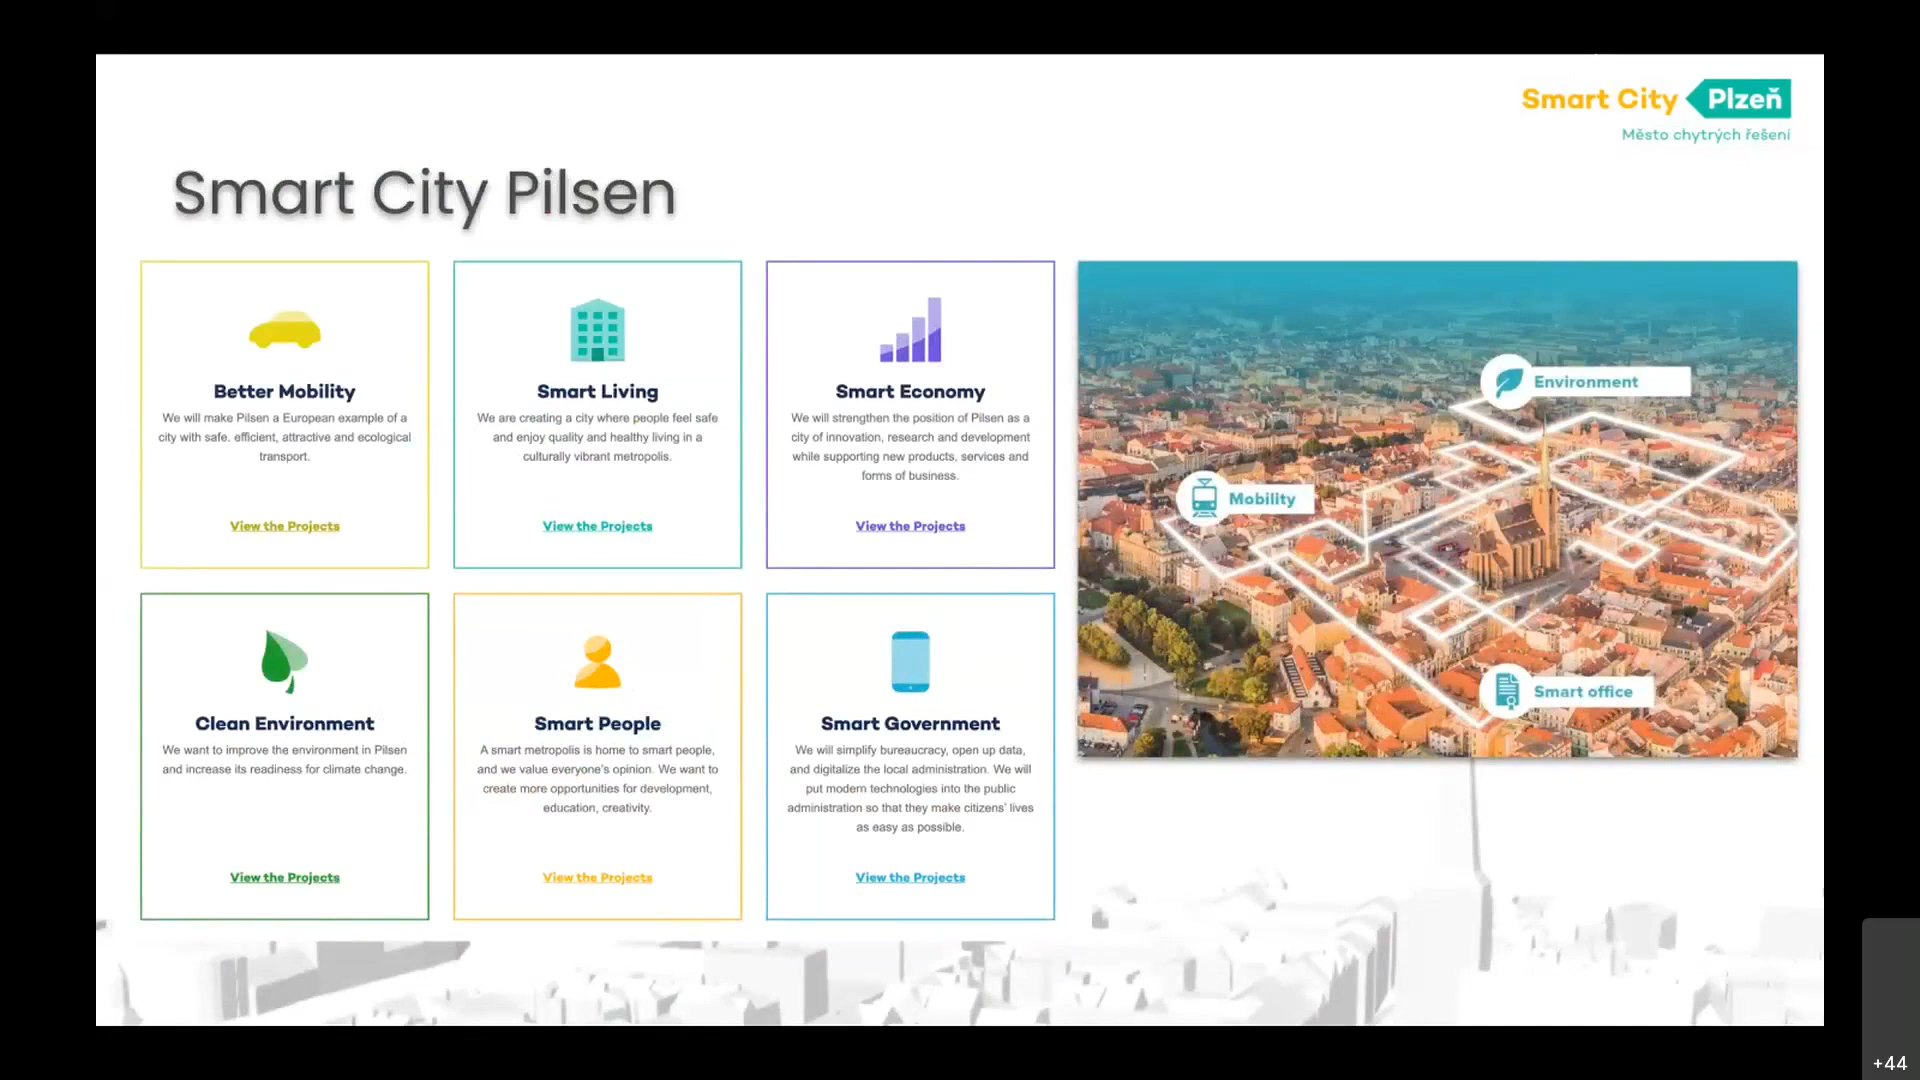 Smart City Plzeň
Město chytrých řešení
Smart City Pilsen
Better Mobility
We will make Pilsen a European example of a
city with safe. efficient, attractive and ecological
transport.
View the Projects
Smart Living
We are creating a city where people feel safe
and enjoy quality and healthy living in a
culturally vibrant metropolis.
View the Projects
Smart Economy
We will strengthen the position of Pilsen as a
city of innovation, research and development
while supporting new products, services and
forms of business.
View the Projects
Environment
Mobility
Smart office
Clean Environment
We want to improve the environment in Pilsen
and increase its readiness for climate change.
View the Projects
Smart People
A smart metropolis is home to smart people,
and we value everyone's opinion. We want to
create more opportunities for development,
education, creativity.
View the Projects
Smart Government
We will simplify bureaucracy, open up data,
and digitalize the local administration. We will
put modern technologies into the public
administration so that they make citizens' lives
as easy as possible.
View the Projects
+44